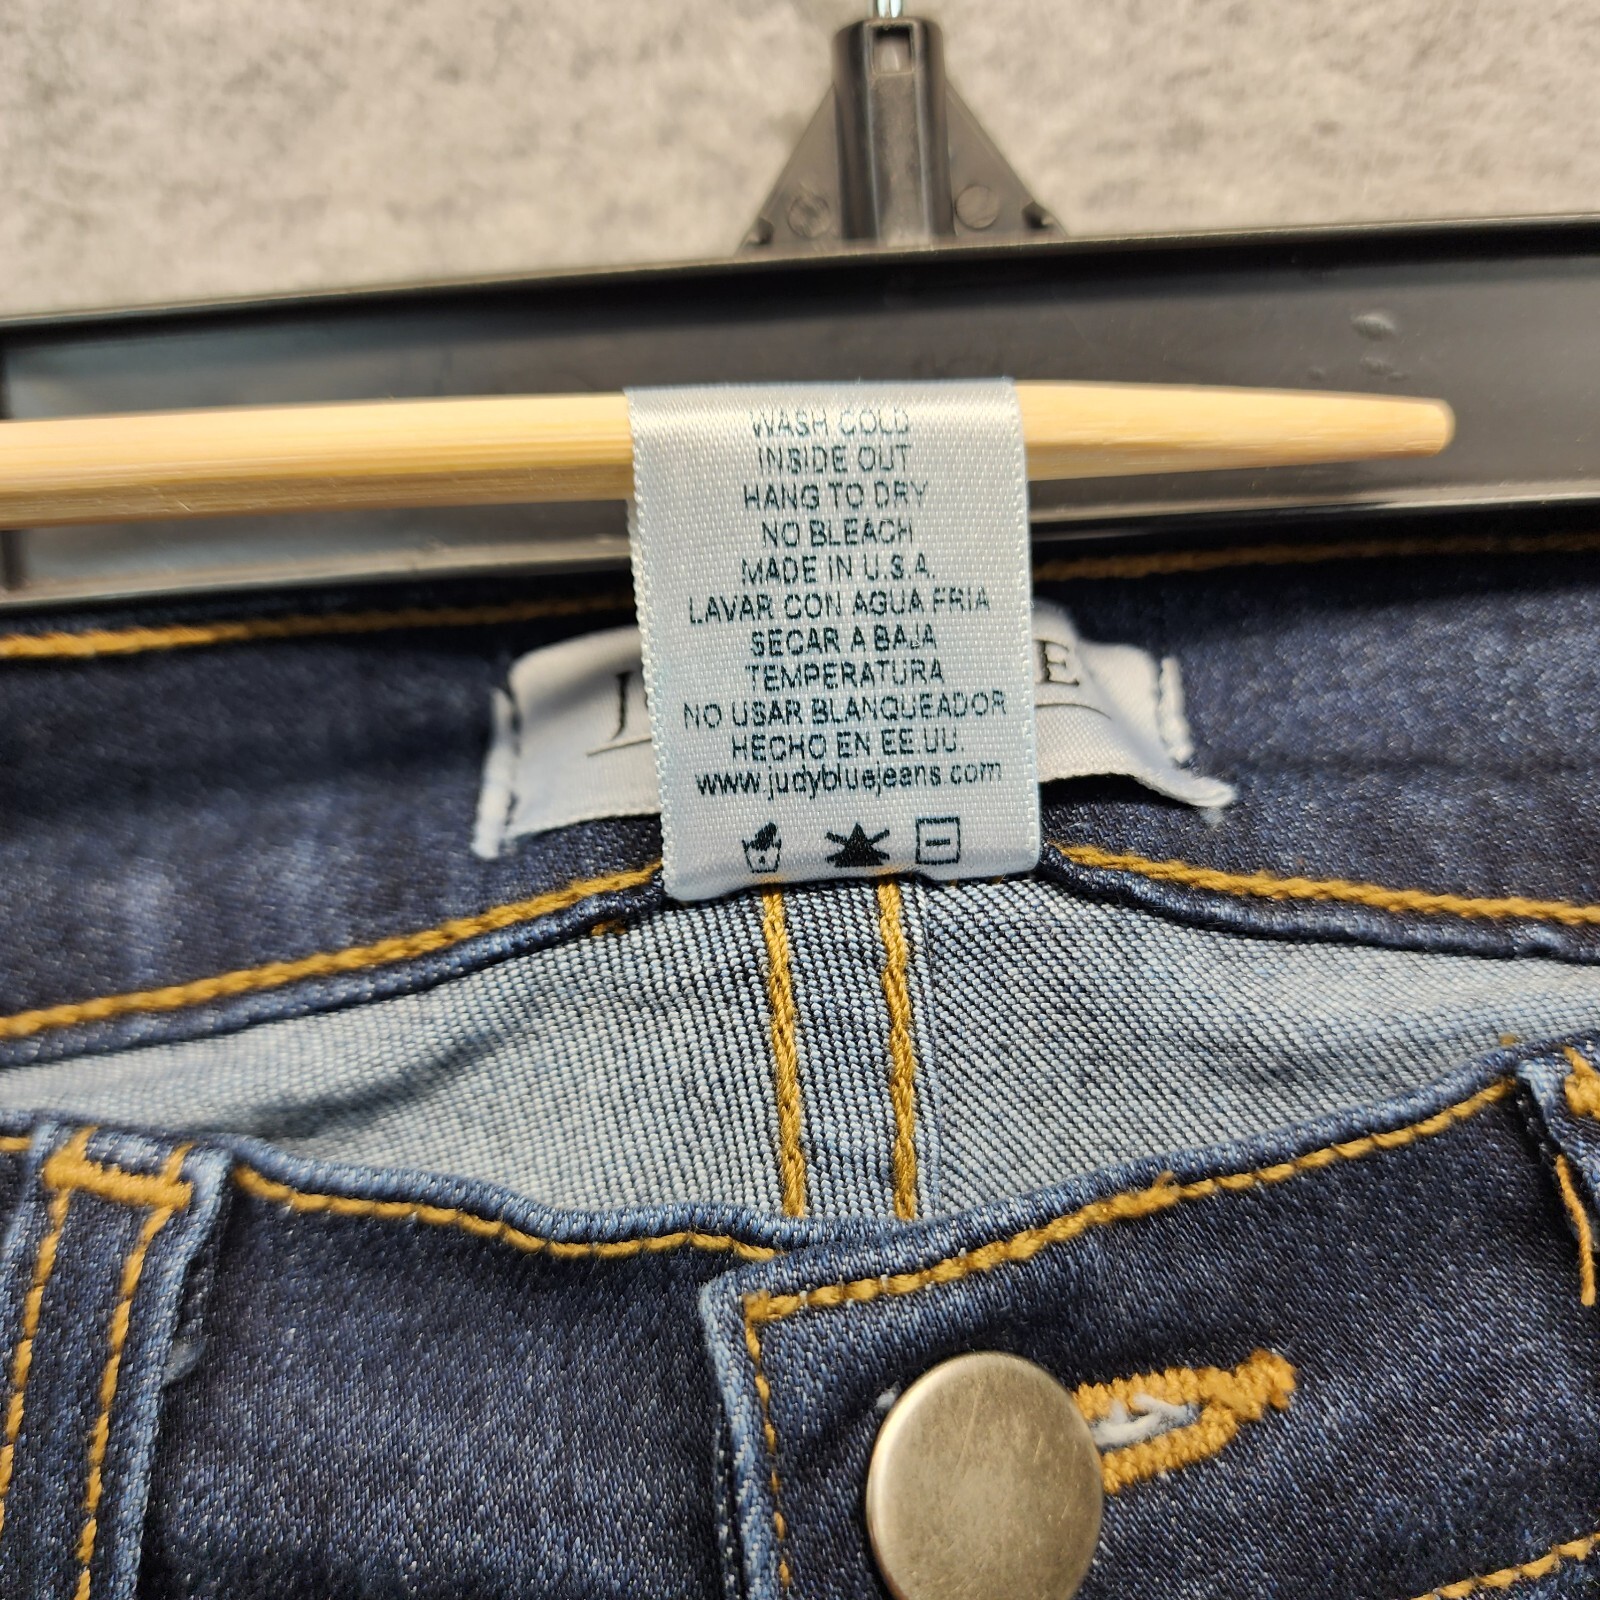 WASH COLD
INSIDE OUT
HANG TO DRY
NO BLEACH
MADE IN U.S.A.
LAVAR CON AGUA FRIA
SECAR A BAJA
TEMPERATURA
NO USAR BLANQUEADOR
HECHO EN EE.UU.
www.judybluejeans.com
J E